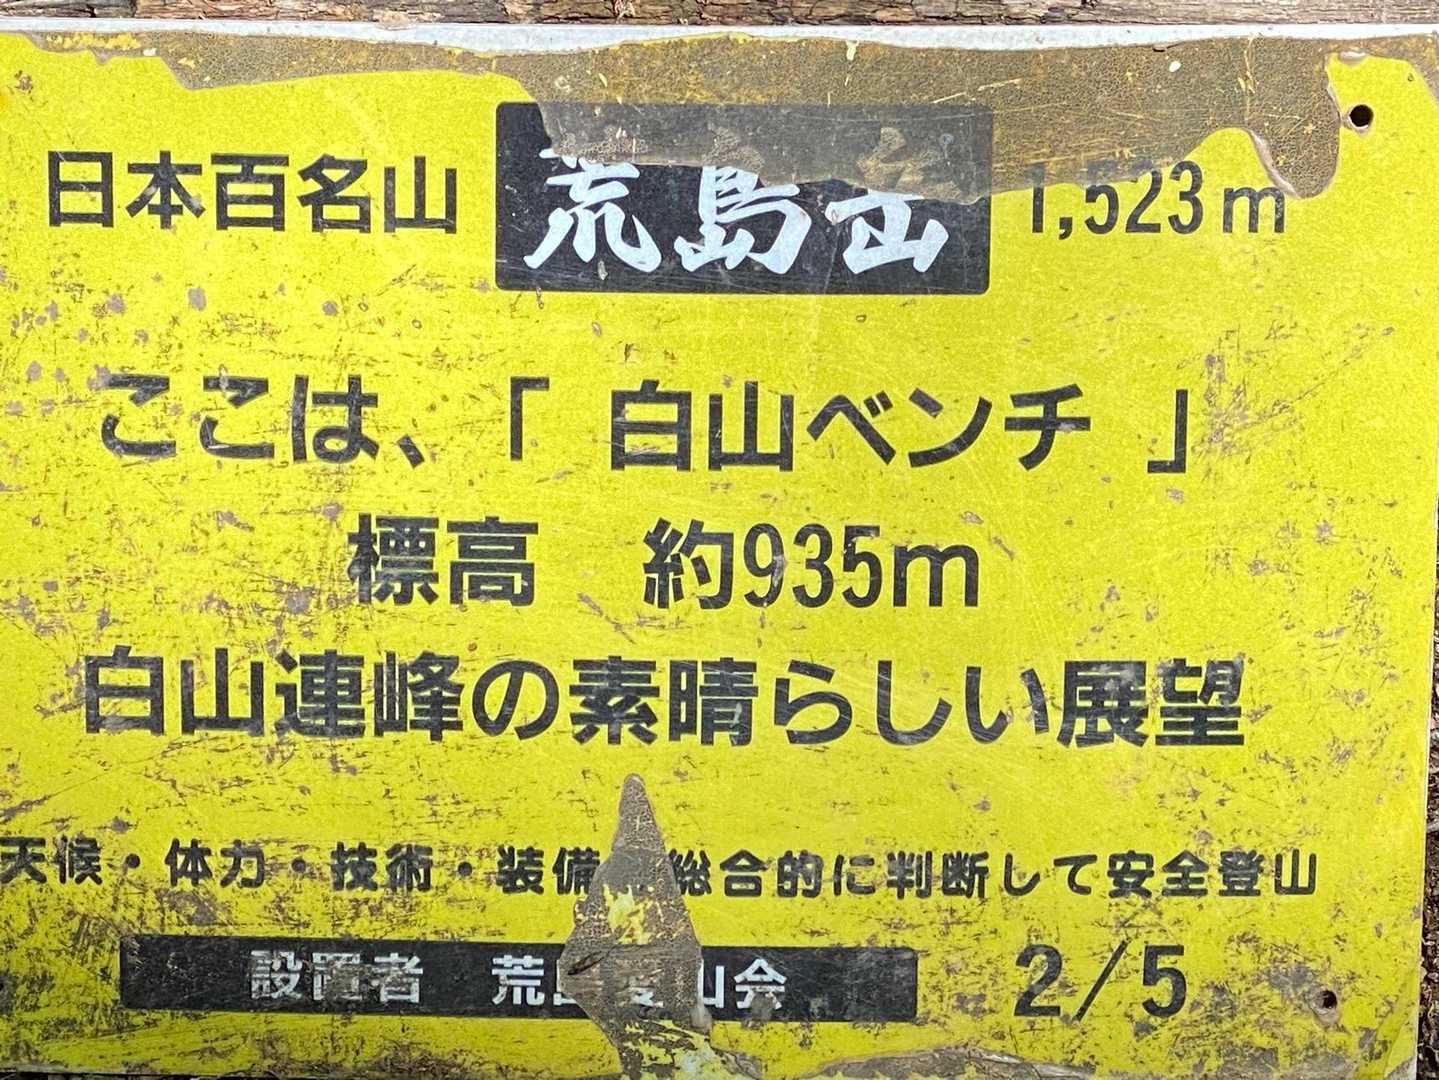 日本百名山 荒島岳 1,523m
ここは、「 白山ベンチ 」
標高 約935m
白山連峰の素晴らしい展望
天候・体力・技術・装備 総合的に判断して安全登山
設置者 荒島 山会 2/5